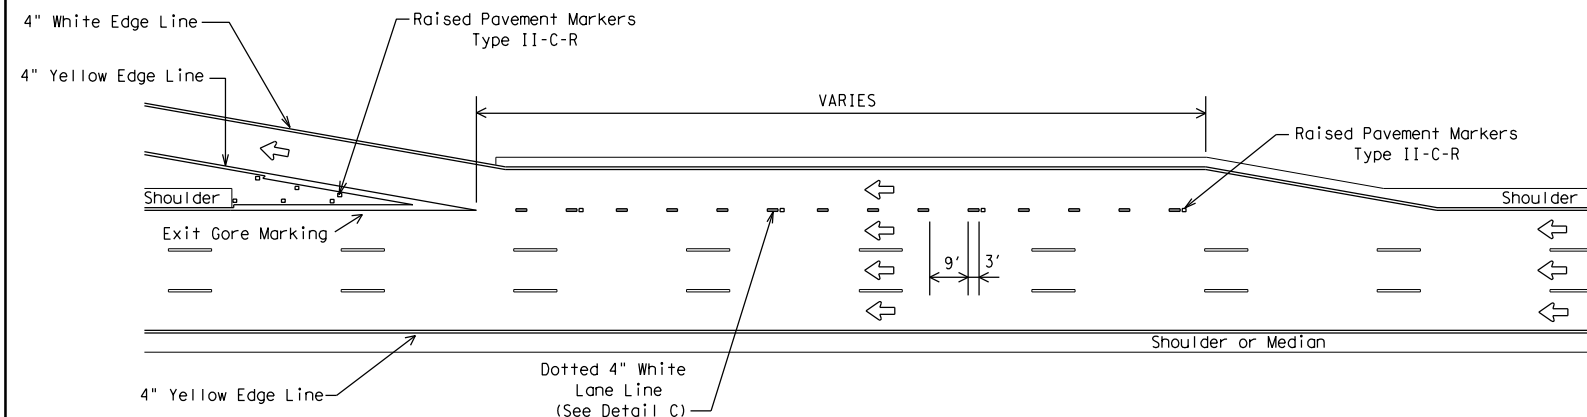 4" White Edge Line
Raised Pavement Markers
Type II-C-R
4" Yellow Edge Line
VARIES
Raised Pavement Markers
Type II-C-R
Shoulder
Shoulder
Exit Gore Marking
9'
3'
Shoulder or Median
4" Yellow Edge Line
Dotted 4" White
Lane Line
(See Detail C)